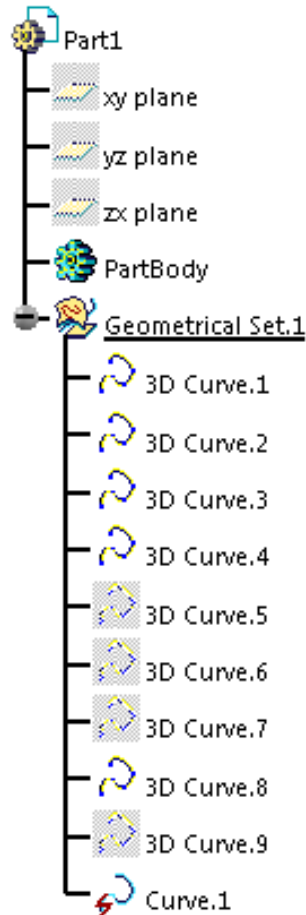 Part1
xy plane
yz plane
zx plane
PartBody
Geometrical Set.1
3D Curve.1
3D Curve.2
3D Curve.3
3D Curve.4
3D Curve.5
3D Curve.6
3D Curve.7
3D Curve.8
3D Curve.9
Curve.1